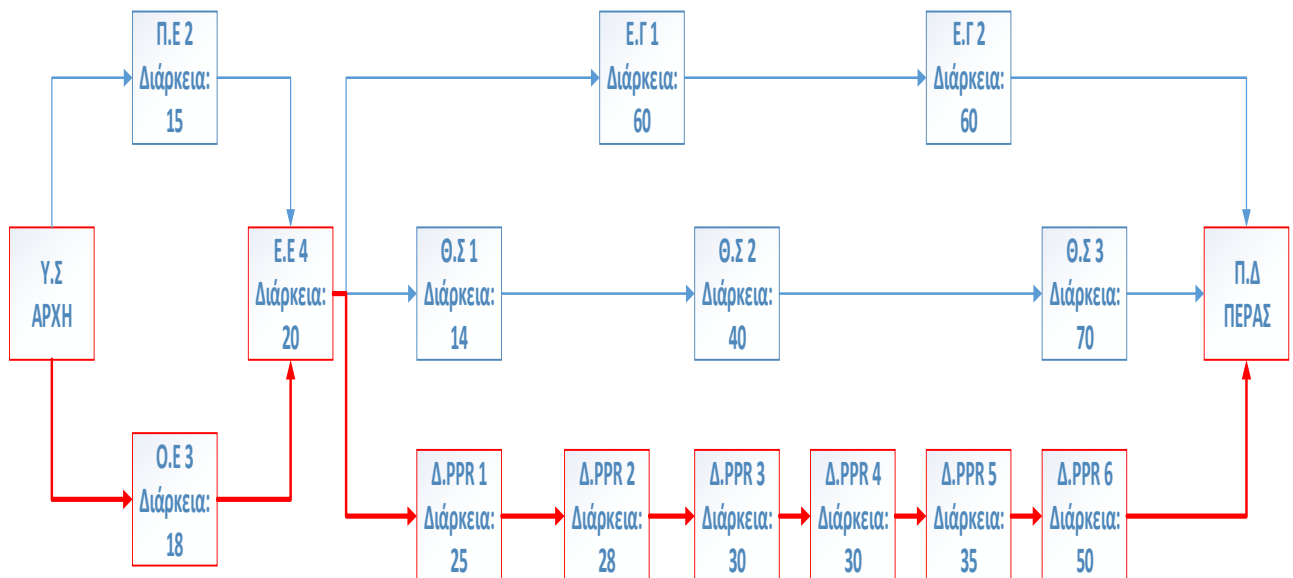 Π.Ε 2
Διάρκεια:
15
Ε.Γ 1
Διάρκεια:
60
Ε.Γ 2
Διάρκεια:
60
Υ.Σ
ΑΡΧΗ
Ε.Ε 4
Διάρκεια:
20
Θ.Σ 1
Διάρκεια:
14
Θ.Σ 2
Διάρκεια:
40
Θ.Σ 3
Διάρκεια:
70
Π.Δ
ΠΕΡΑΣ
Ο.Ε 3
Διάρκεια:
18
Δ.PPR 1
Διάρκεια:
25
Δ.PPR 2
Διάρκεια:
28
Δ.PPR 3
Διάρκεια:
30
Δ.PPR 4
Διάρκεια:
30
Δ.PPR 5
Διάρκεια:
35
Δ.PPR 6
Διάρκεια:
50